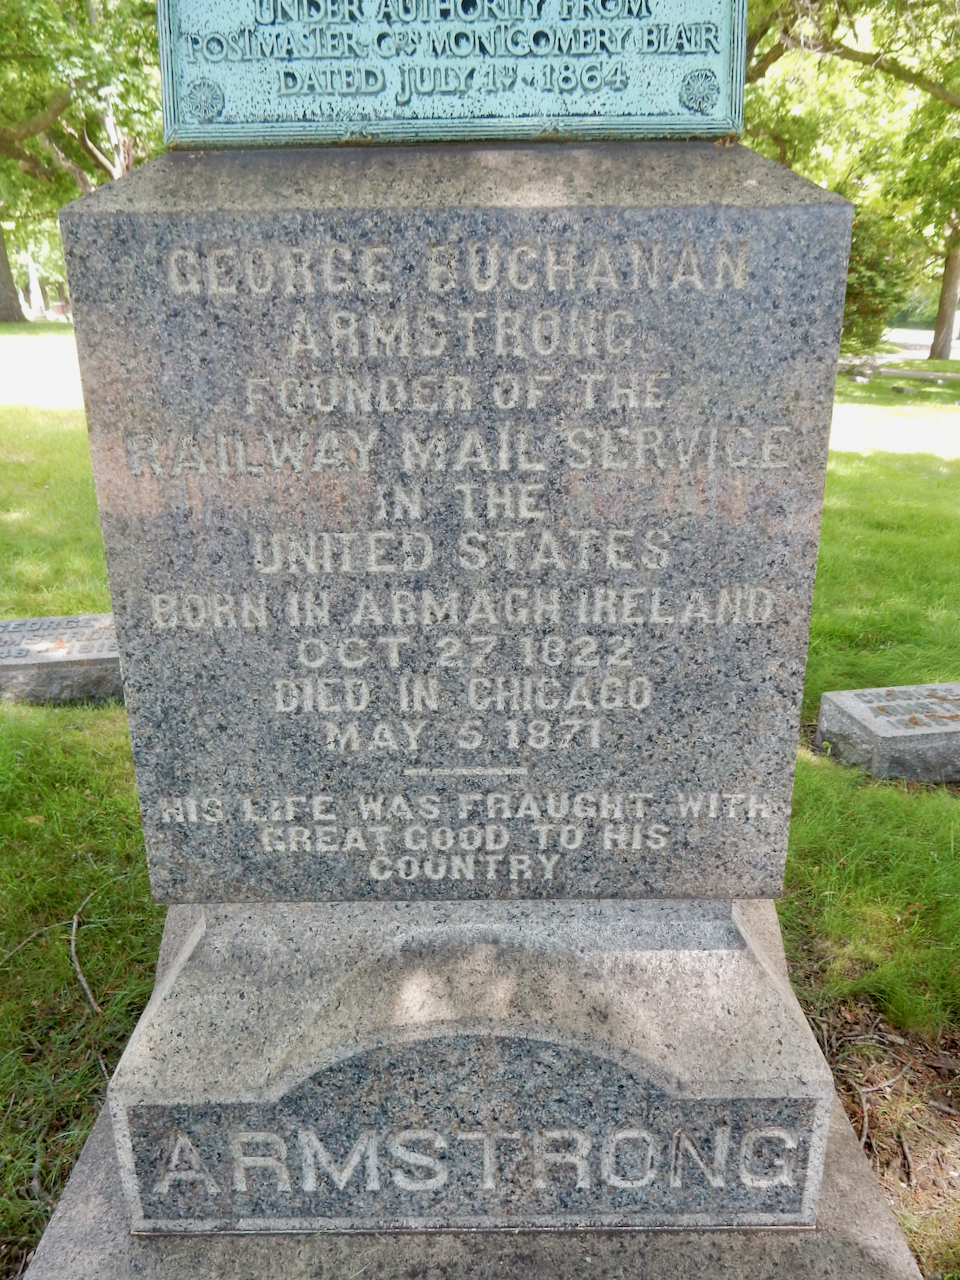 UNDER AUTHORITY FROM
POSTMASTER GEN MONTGOMERY BLAIR
DATED JULY 1ST 1864
GEORGE BUCHANAN
ARMSTRONG
FOUNDER OF THE
RAILWAY MAIL SERVICE
IN THE
UNITED STATES
BORN IN ARMAGH IRELAND
OCT 27 1822
DIED IN CHICAGO
MAY 5 1871
HIS LIFE WAS FRAUGHT WITH
GREAT GOOD TO HIS
COUNTRY
ARMSTRONG